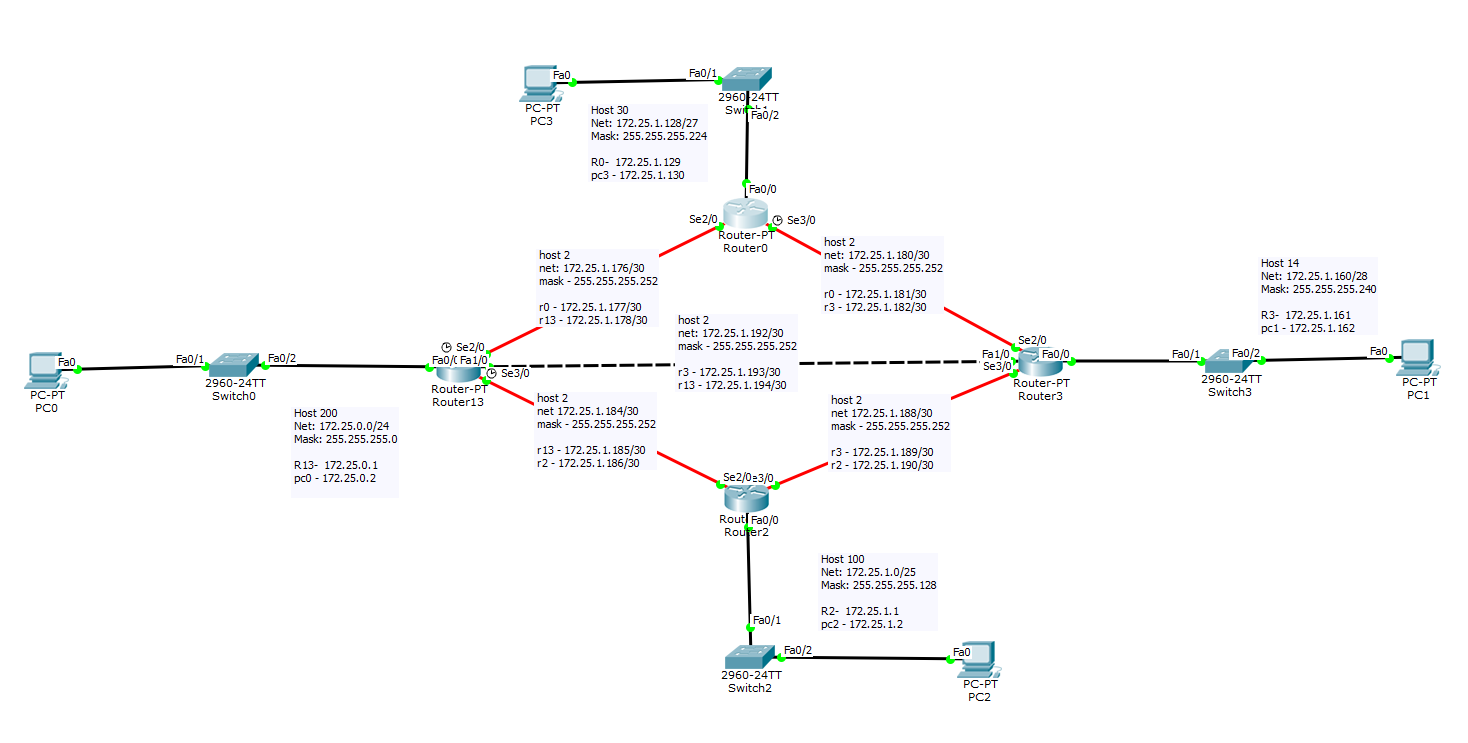 Fa0
Fa0/1
PC-PT
PC3
2960-24TT
Fa0/2
Host 30
Net: 172.25.1.128/27
Mask: 255.255.255.224
R0- 172.25.1.129
pc3 - 172.25.1.130
Fa0/0
Se2/0
Se3/0
Router-PT
Router0
host 2
net: 172.25.1.176/30
mask - 255.255.255.252
r0 - 172.25.1.177/30
r13 - 172.25.1.178/30
host 2
net: 172.25.1.180/30
mask - 255.255.255.252
r0 - 172.25.1.181/30
r3 - 172.25.1.182/30
Host 14
Net: 172.25.1.160/28
Mask: 255.255.255.240
R3- 172.25.1.161
pc1 - 172.25.1.162
host 2
net: 172.25.1.192/30
mask - 255.255.255.252
r3 - 172.25.1.193/30
r13 - 172.25.1.194/30
Fa0
PC-PT
PC0
Fa0/1
Fa0/2
2960-24TT
Switch0
Se2/0
Fa1/0
Se3/0
Router-PT
Router13
Se2/0
Fa1/0
Fa0/0
Se3/0
Router-PT
Router3
Fa0/1
Fa0/2
2960-24TT
Switch3
Fa0
PC-PT
PC1
Host 200
Net: 172.25.0.0/24
Mask: 255.255.255.0
R13- 172.25.0.1
pc0 - 172.25.0.2
host 2
net 172.25.1.184/30
mask - 255.255.255.252
r13 - 172.25.1.185/30
r2 - 172.25.1.186/30
host 2
net 172.25.1.188/30
mask - 255.255.255.252
r3 - 172.25.1.189/30
r2 - 172.25.1.190/30
Se2/0
Fa0/0
Router2
Host 100
Net: 172.25.1.0/25
Mask: 255.255.255.128
R2- 172.25.1.1
pc2 - 172.25.1.2
Fa0/1
Fa0/2
2960-24TT
Switch2
Fa0
PC-PT
PC2